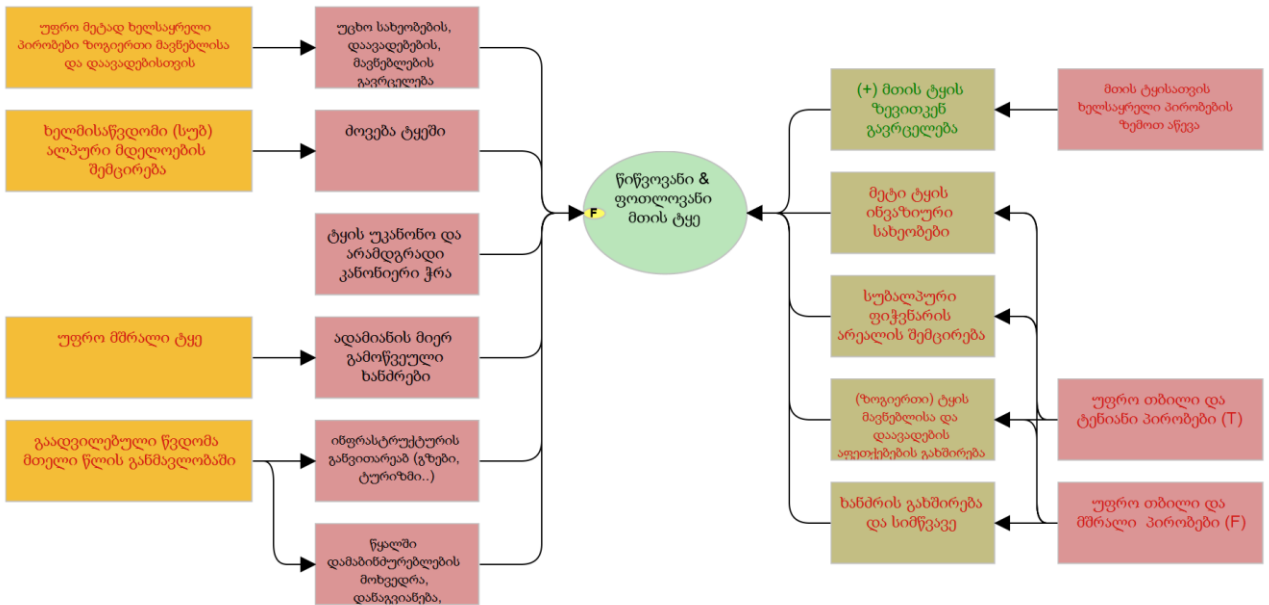 უფრო მეტად ხელსაყრელი
პირობები ზოგიერთი მავნებლისა
და დაავადებისთვის
უცხო სახეობების,
დაავადებების,
მავნებლების
გავრცელება
ხელმისაწვდომი (სუბ)
ალპური მდელოების
შემცირება
ძოვება ტყეში
ტყის უკანონო და
არამდგრადი
კანონიერი ჭრა
უფრო მშრალი ტყე
ადამიანის მიერ
გამოწვეული
ხანძრები
გაადვილებული წვდომა
მთელი წლის განმავლობაში
ინფრასტრუქტურის
განვითარეაბ (გზები,
ტურიზმი..)
წყალში
დამაბინძურებლების
მოხვედრა,
დანაგვიანება,
წიწვოვანი &
ფოთლოვანი
მთის ტყე
F
(+) მთის ტყის
ზევითკენ
გავრცელება
მთის ტყისათვის
ხელსაყრელი პირობების
ზემოთ აწევა
მეტი ტყის
ინვაზიური
სახეობები
სუბალპური
ფიჭვნარის
არეალის შემცირება
(ზოგიერთი) ტყის
მავნებლისა და
დაავადების
აფეთქებების გახშირება
უფრო თბილი და
ტენიანი პირობები (T)
ხანძრის გახშირება
და სიმწვავე
უფრო თბილი და
მშრალი პირობები (F)